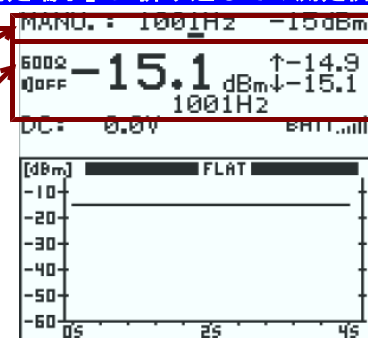 MANU.: 1001Hz -15dBm
600Ω -15.1 dBm ↑-14.9
OFF ↓-15.1
1001Hz
DC: 0.0V BATT.
[dBm] FLAT
-10
-20
-30
-40
-50
-60
0s 2s 4s